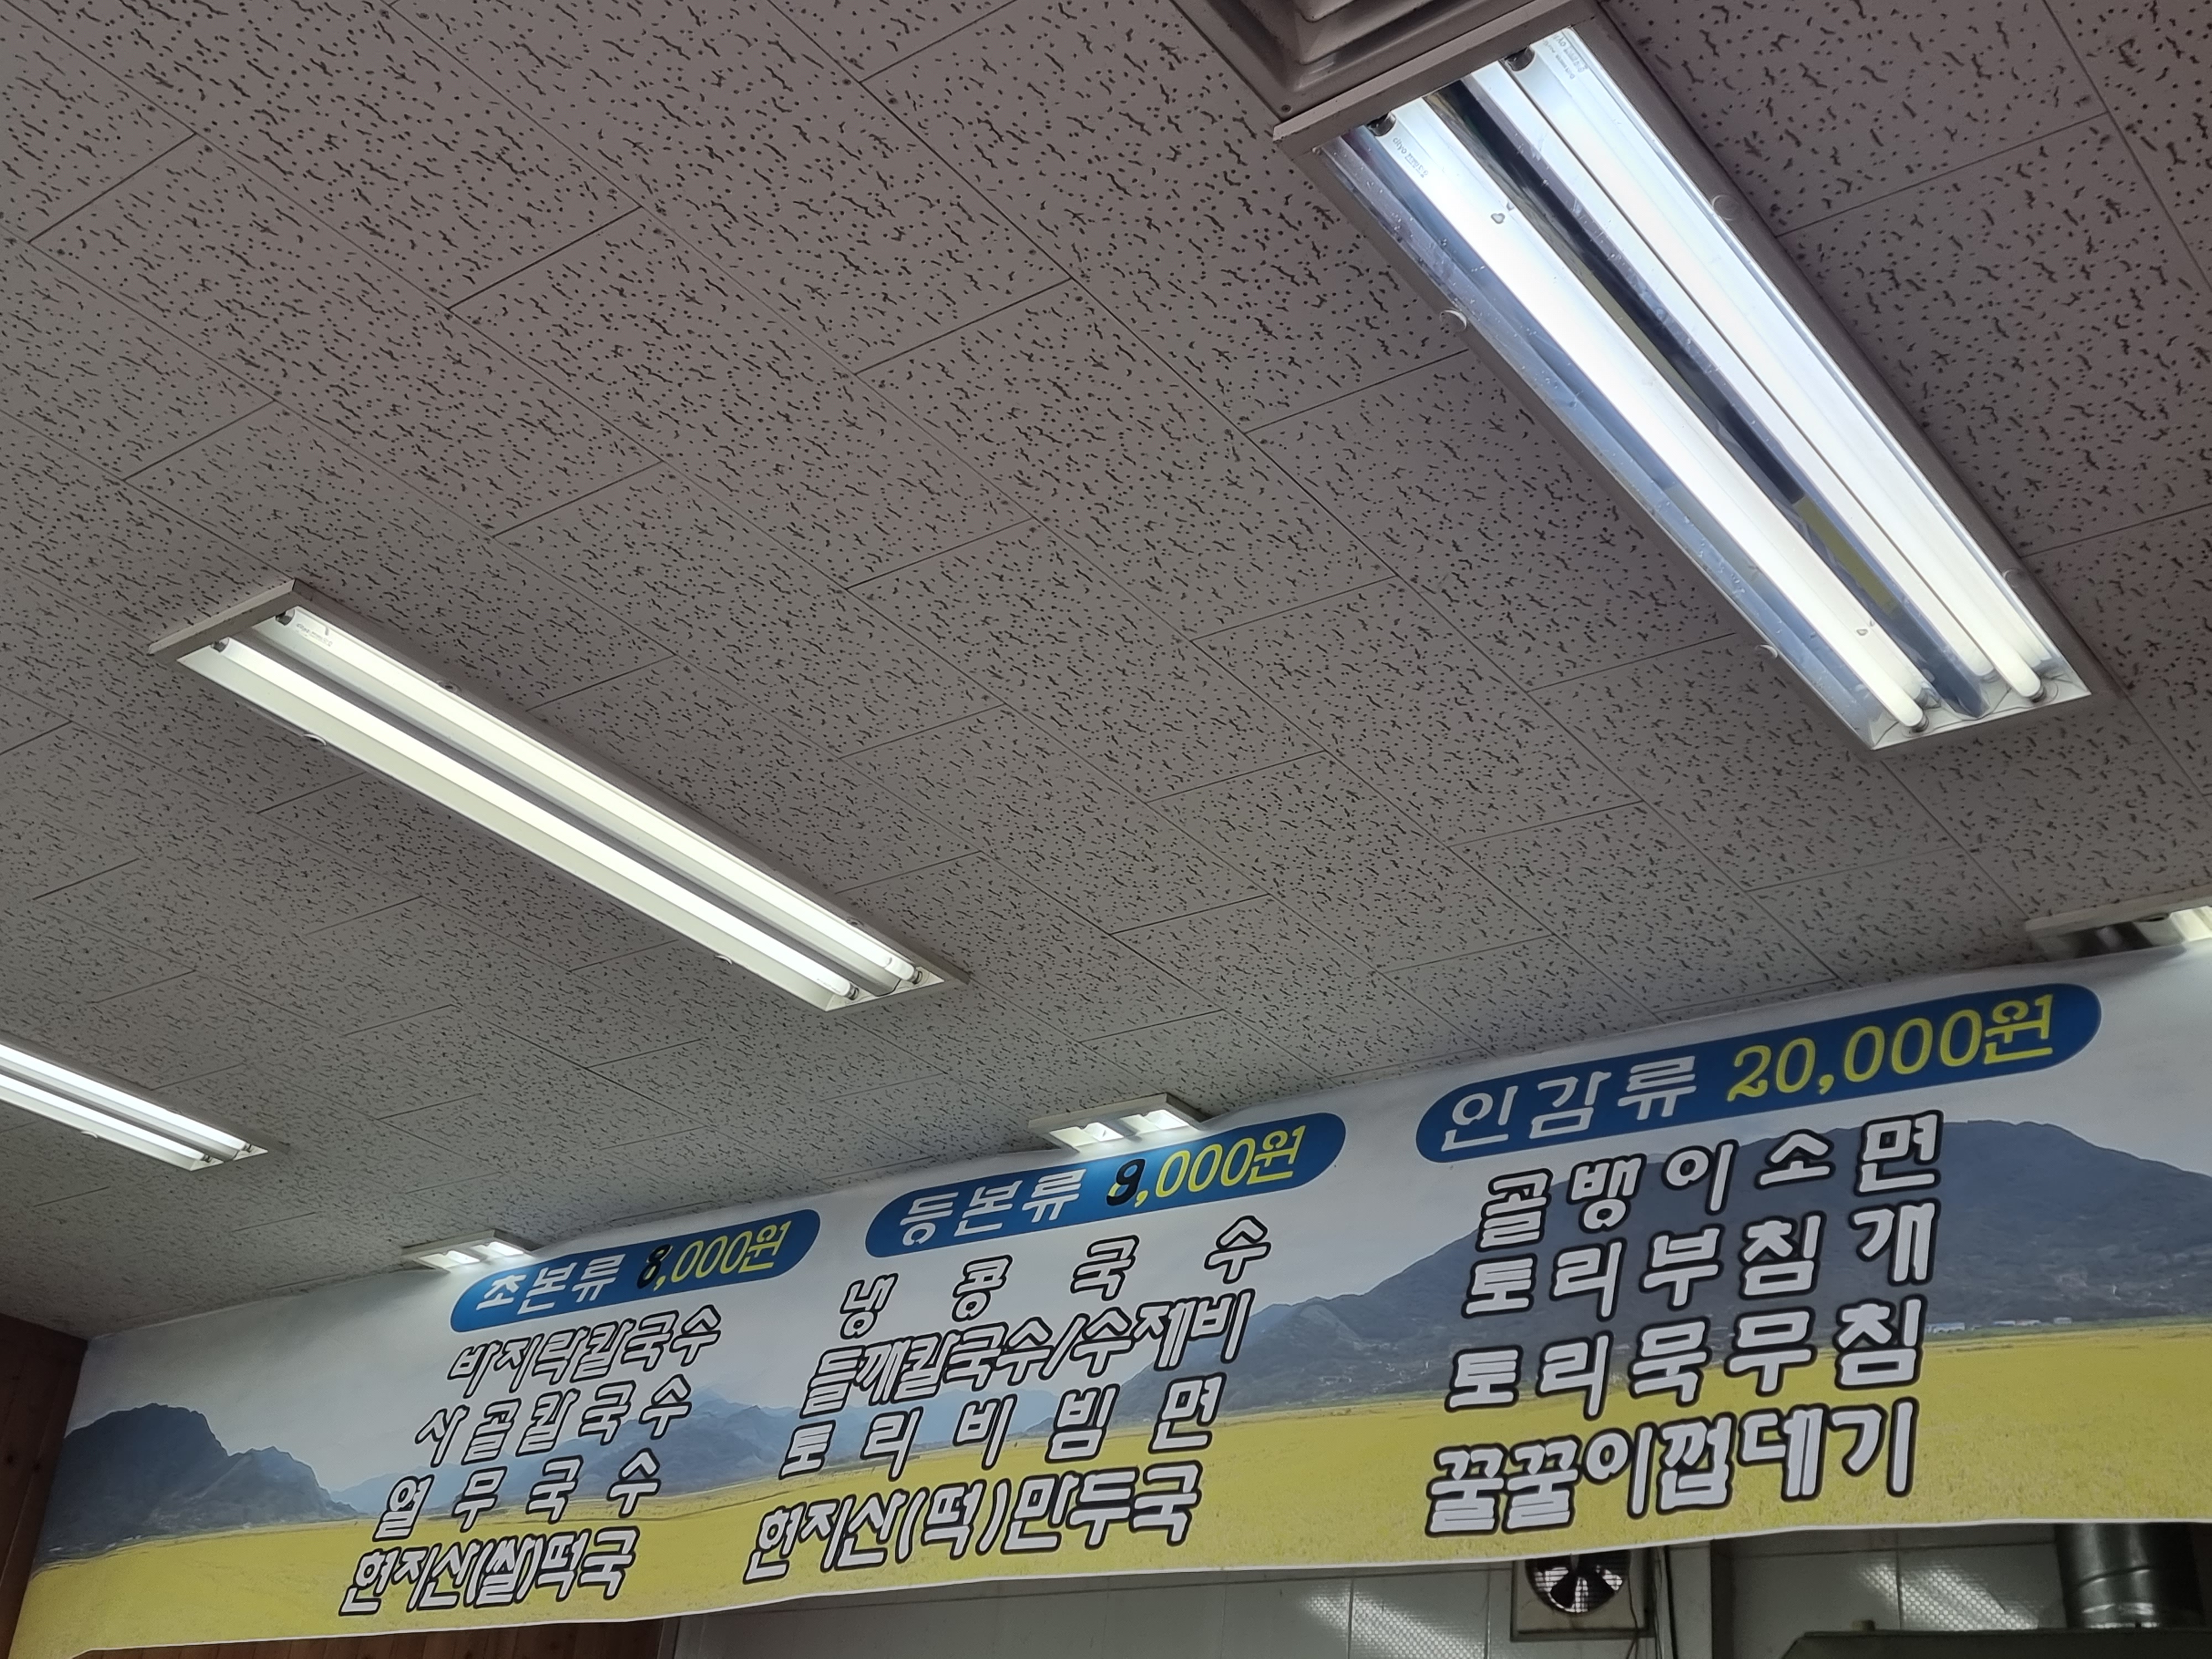 초본류 8,000원
바지락칼국수
사골칼국수
열무국수
현지산(쌀)떡국
등본류 9,000원
냉콩국수
들깨칼국수/수제비
토리비빔면
현지산(떡)만두국
인감류 20,000원
골뱅이소면
토리부침개
토리묵무침
꿀꿀이껍데기